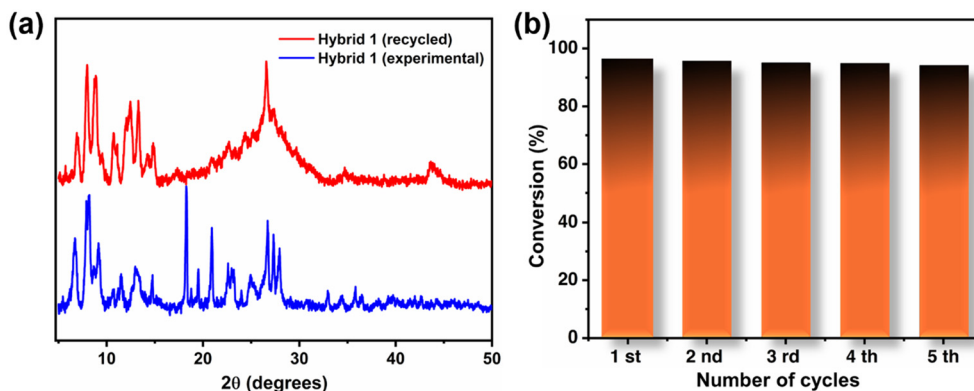 (a)
Hybrid 1 (recycled)
Hybrid 1 (experimental)
10 20 30 40 50
2θ (degrees)
(b)
Conversion (%)
100
80
60
40
20
0
1 st 2 nd 3 rd 4 th 5 th
Number of cycles